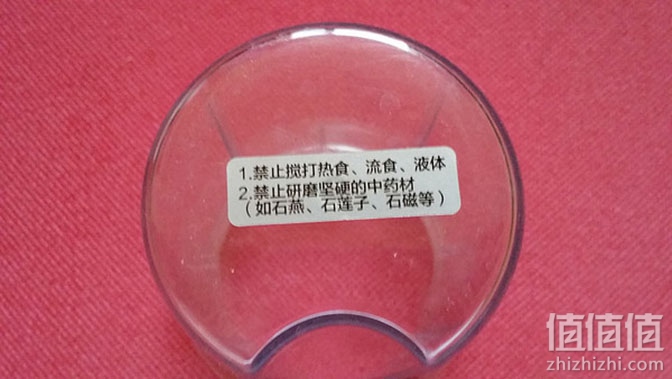 1.禁止搅打热食、流食、液体
2.禁止研磨坚硬的中药材
（如石燕、石莲子、石磁等）
值值值
zhizhizhi.com